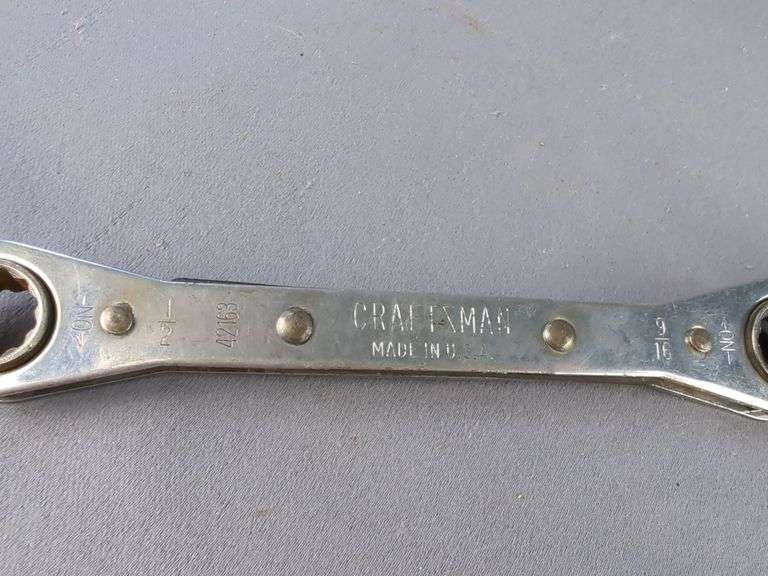 ON
1/2
42163
CRAFTSMAN
MADE IN U.S.A.
9/16
ON